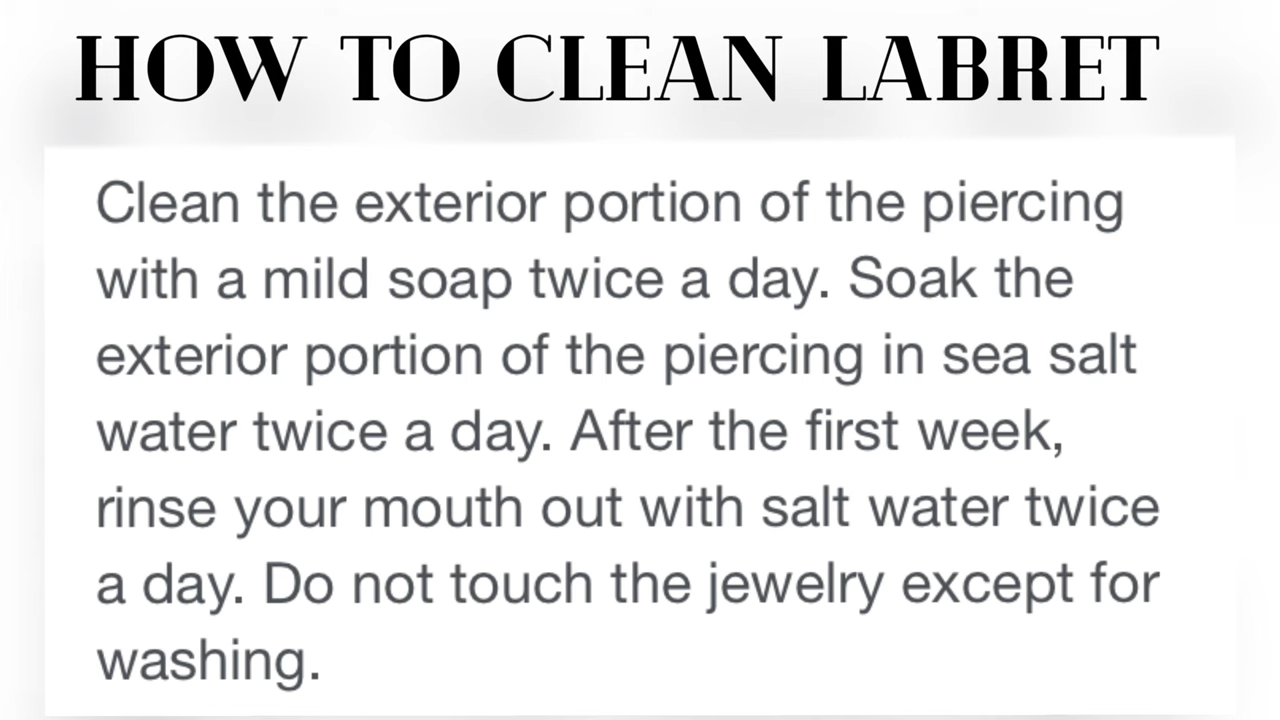 HOW TO CLEAN LABRET
Clean the exterior portion of the piercing
with a mild soap twice a day. Soak the
exterior portion of the piercing in sea salt
water twice a day. After the first week,
rinse your mouth out with salt water twice
a day. Do not touch the jewelry except for
washing.